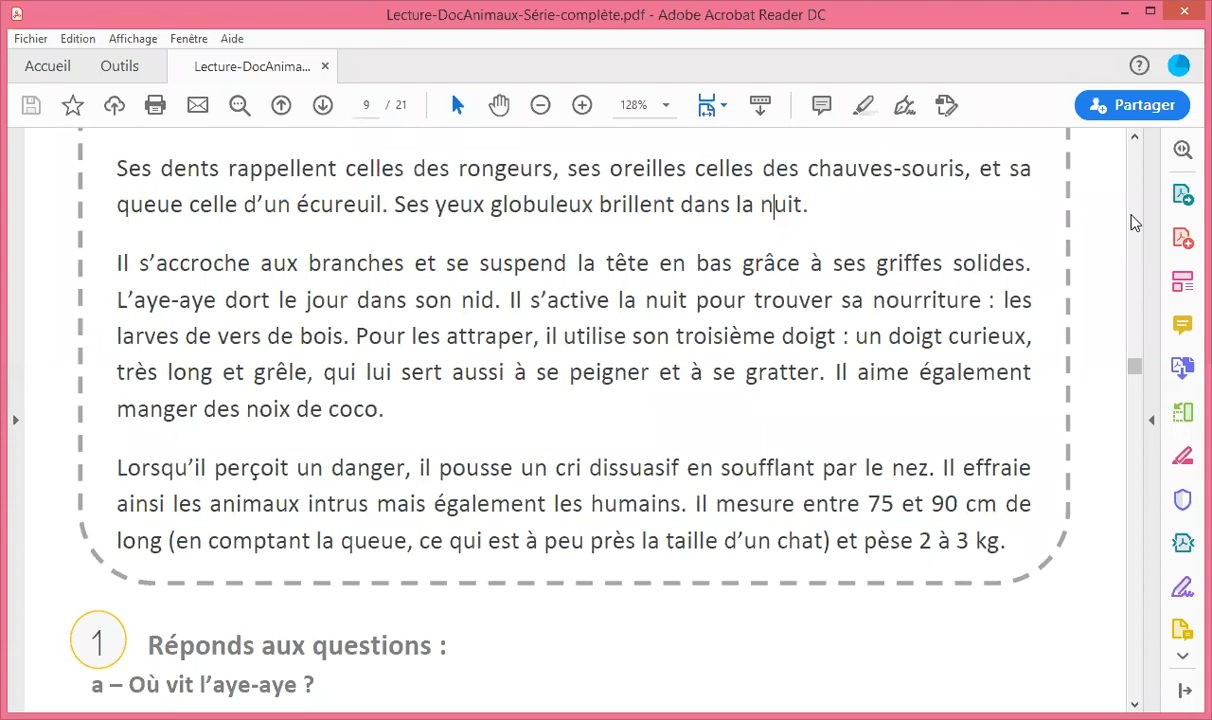 Lecture-DocAnimaux-Série-complète.pdf - Adobe Acrobat Reader DC
Fichier Edition Affichage Fenêtre Aide
Accueil Outils Lecture-DocAnima... ×
9 / 21 128% Partager
Ses dents rappellent celles des rongeurs, ses oreilles celles des chauves-souris, et sa
queue celle d’un écureuil. Ses yeux globuleux brillent dans la nuit.
Il s’accroche aux branches et se suspend la tête en bas grâce à ses griffes solides.
L’aye-aye dort le jour dans son nid. Il s’active la nuit pour trouver sa nourriture : les
larves de vers de bois. Pour les attraper, il utilise son troisième doigt : un doigt curieux,
très long et grêle, qui lui sert aussi à se peigner et à se gratter. Il aime également
manger des noix de coco.
Lorsqu’il perçoit un danger, il pousse un cri dissuasif en soufflant par le nez. Il effraie
ainsi les animaux intrus mais également les humains. Il mesure entre 75 et 90 cm de
long (en comptant la queue, ce qui est à peu près la taille d’un chat) et pèse 2 à 3 kg.
1 Réponds aux questions :
a – Où vit l’aye-aye ?